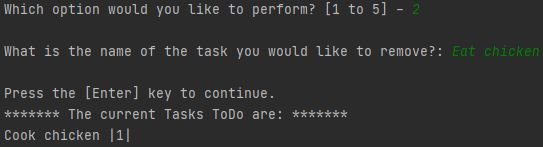 Which option would you like to perform? [1 to 5] – 2
What is the name of the task you would like to remove?: Eat chicken
Press the [Enter] key to continue.
******* The current Tasks ToDo are: *******
Cook chicken |1|